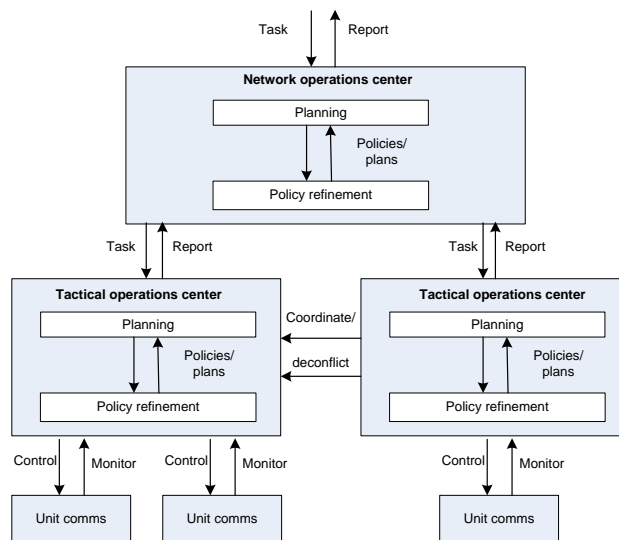 Task
Report
Network operations center
Planning
Policies/
plans
Policy refinement
Task
Report
Task
Report
Tactical operations center
Planning
Policies/
plans
Policy refinement
Coordinate/
deconflict
Tactical operations center
Planning
Policies/
plans
Policy refinement
Control
Monitor
Control
Monitor
Control
Monitor
Unit comms
Unit comms
Unit comms